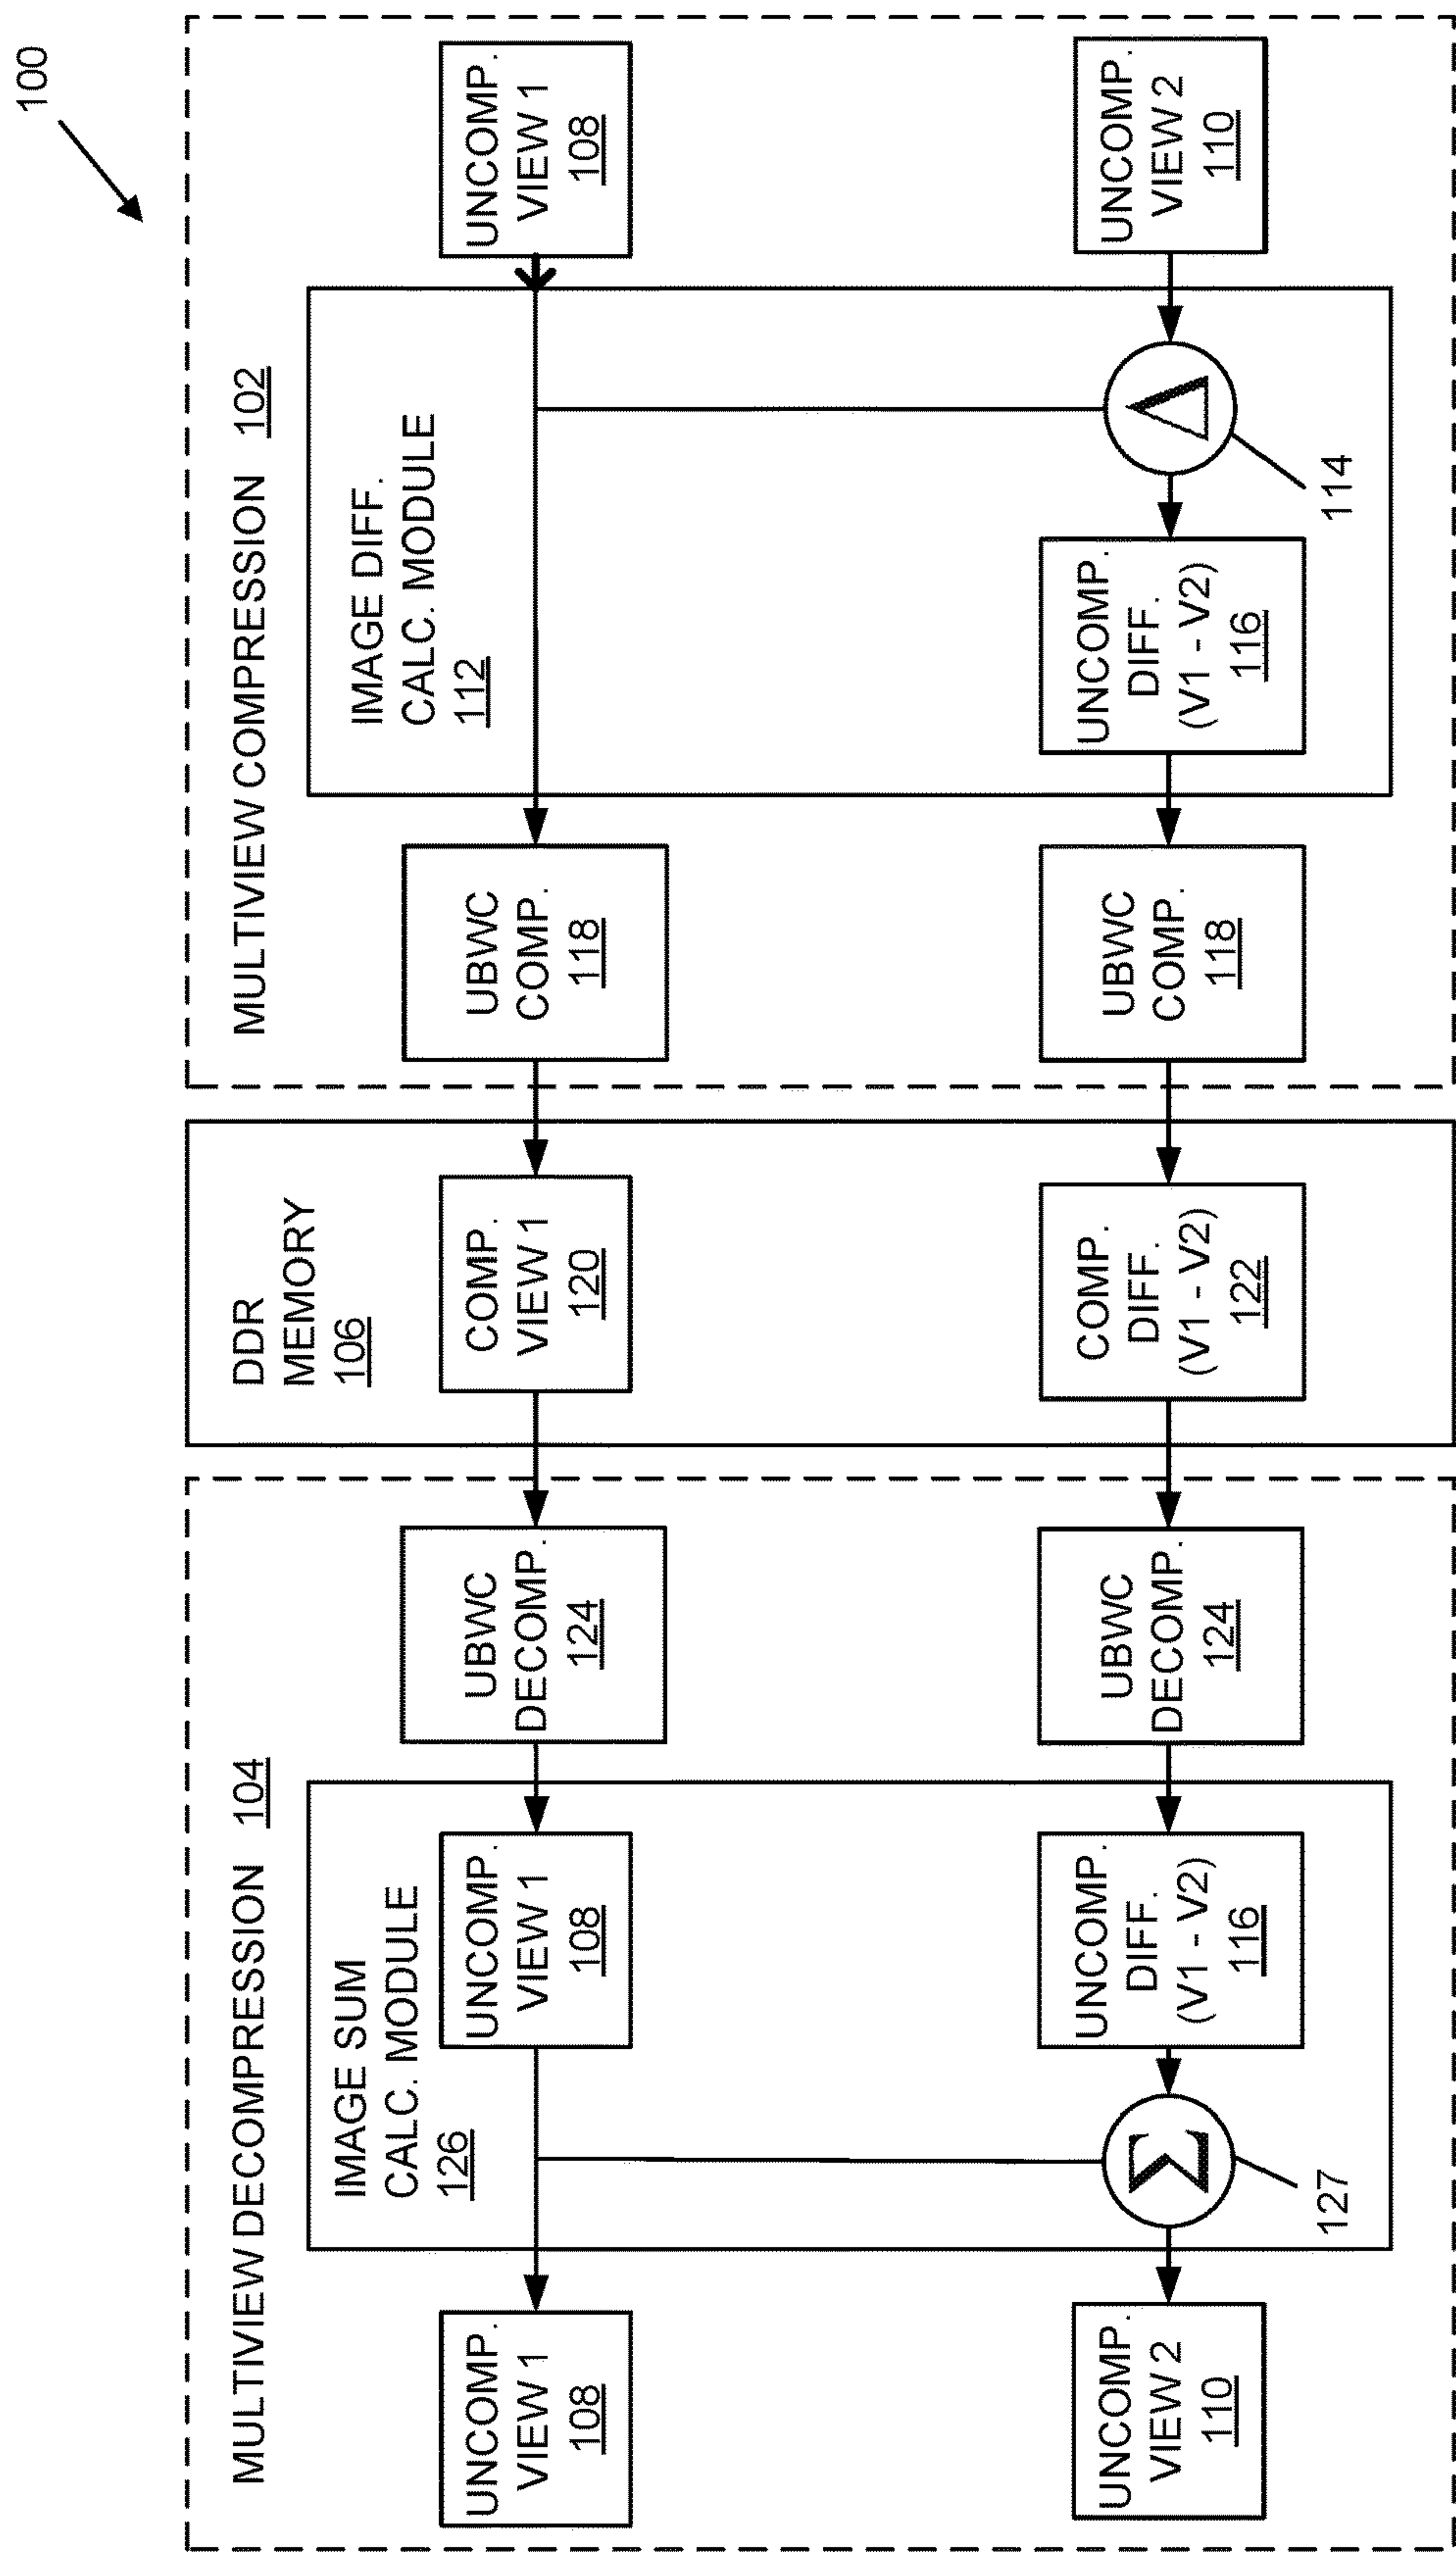 100
MULTIVIEW DECOMPRESSION 104
UNCOMP.
VIEW 1
108
UNCOMP.
VIEW 2
110
IMAGE SUM
CALC. MODULE
126
UNCOMP.
VIEW 1
108
Σ
127
UNCOMP.
DIFF.
(V1 - V2)
116
UBWC
DECOMP.
124
UBWC
DECOMP.
124
DDR
MEMORY
106
COMP.
VIEW 1
120
COMP.
DIFF.
(V1 - V2)
122
MULTIVIEW COMPRESSION 102
UBWC
COMP.
118
UBWC
COMP.
118
IMAGE DIFF.
CALC. MODULE
112
UNCOMP.
DIFF.
(V1 - V2)
116
Δ
114
UNCOMP.
VIEW 1
108
UNCOMP.
VIEW 2
110